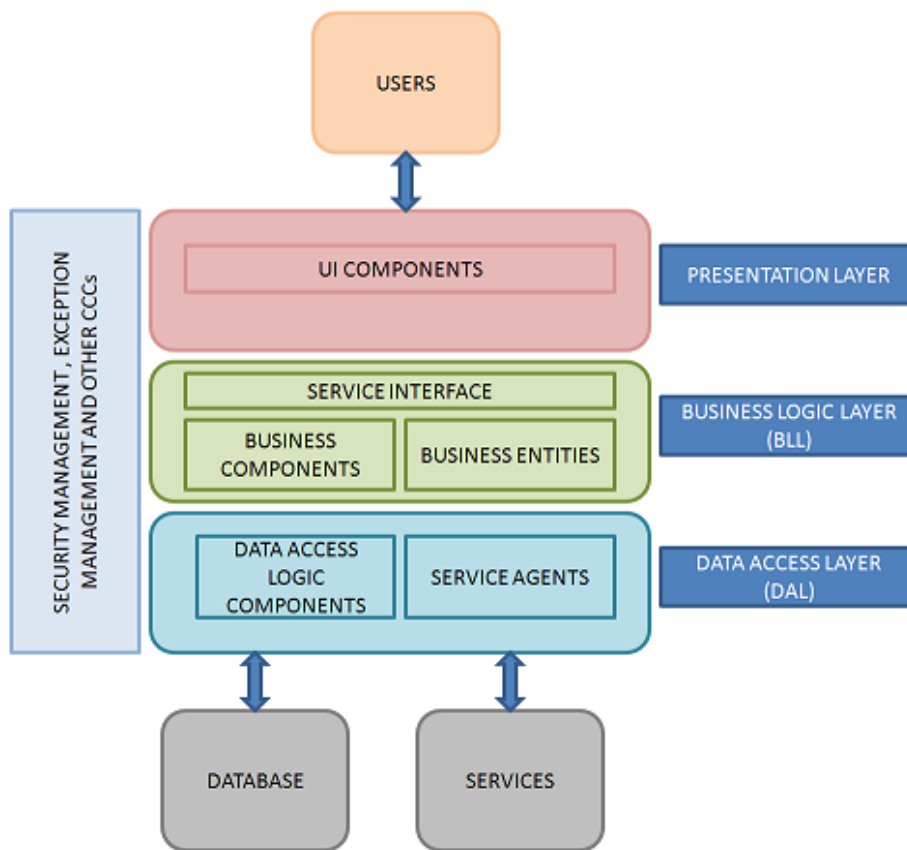 USERS
SECURITY MANAGEMENT, EXCEPTION
MANAGEMENT AND OTHER CCCs
UI COMPONENTS
PRESENTATION LAYER
SERVICE INTERFACE
BUSINESS
COMPONENTS
BUSINESS ENTITIES
BUSINESS LOGIC LAYER
(BLL)
DATA ACCESS
LOGIC
COMPONENTS
SERVICE AGENTS
DATA ACCESS LAYER
(DAL)
DATABASE
SERVICES